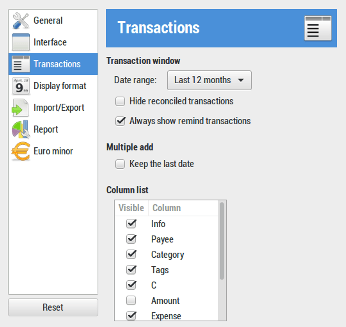 General
Interface
Transactions
Display format
Import/Export
Report
Euro minor
Reset
Transactions
Transaction window
Date range: Last 12 months
Hide reconciled transactions
Always show remind transactions
Multiple add
Keep the last date
Column list
Visible Column
Info
Payee
Category
Tags
C
Amount
Expense